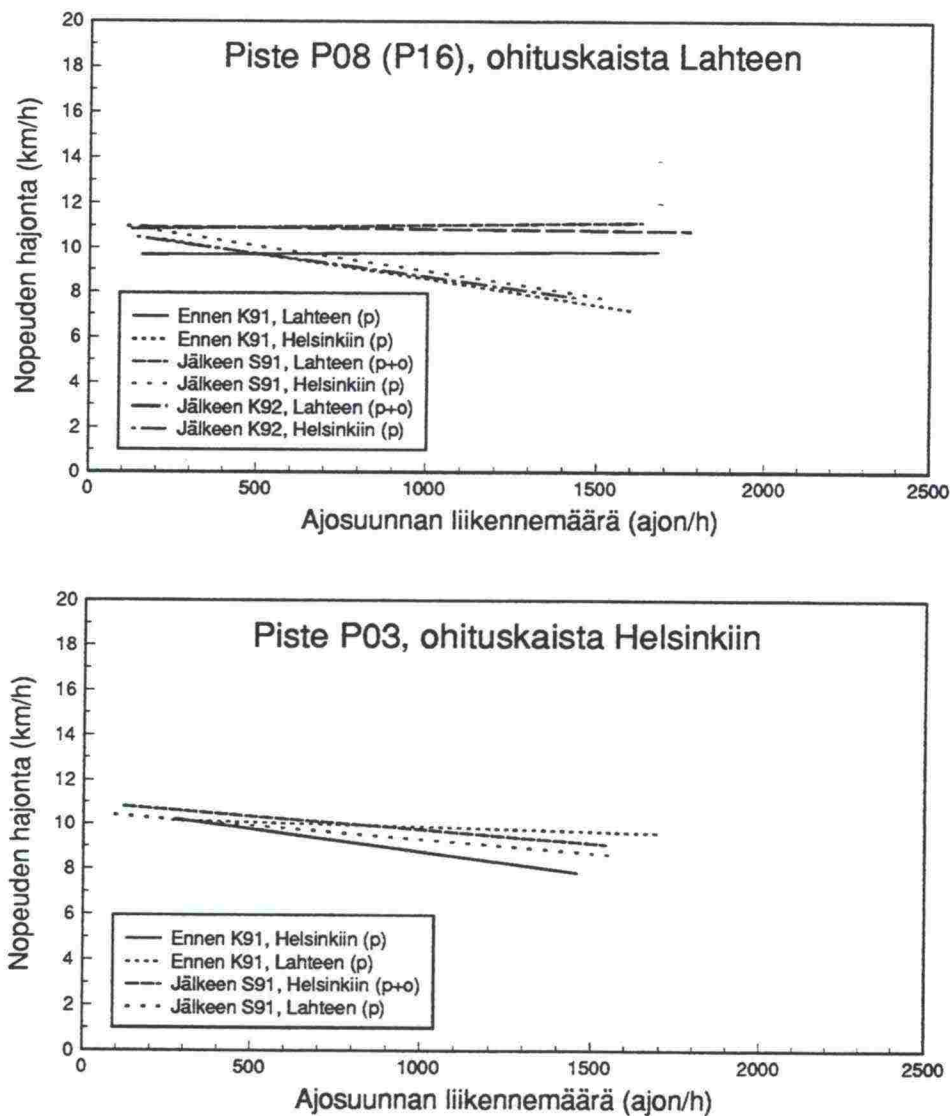 Piste P08 (P16), ohituskaista Lahteen
Nopeuden hajonta (km/h)
20
18
16
14
12
10
8
6
4
2
0
Ennen K91, Lahteen (p)
Ennen K91, Helsinkiin (p)
Jälkeen S91, Lahteen (p+o)
Jälkeen S91, Helsinkiin (p)
Jälkeen K92, Lahteen (p+o)
Jälkeen K92, Helsinkiin (p)
0 500 1000 1500 2000 2500
Ajosuunnan liikennemäärä (ajon/h)
Piste P03, ohituskaista Helsinkiin
Nopeuden hajonta (km/h)
20
18
16
14
12
10
8
6
4
2
0
Ennen K91, Helsinkiin (p)
Ennen K91, Lahteen (p)
Jälkeen S91, Helsinkiin (p+o)
Jälkeen S91, Lahteen (p)
0 500 1000 1500 2000 2500
Ajosuunnan liikennemäärä (ajon/h)